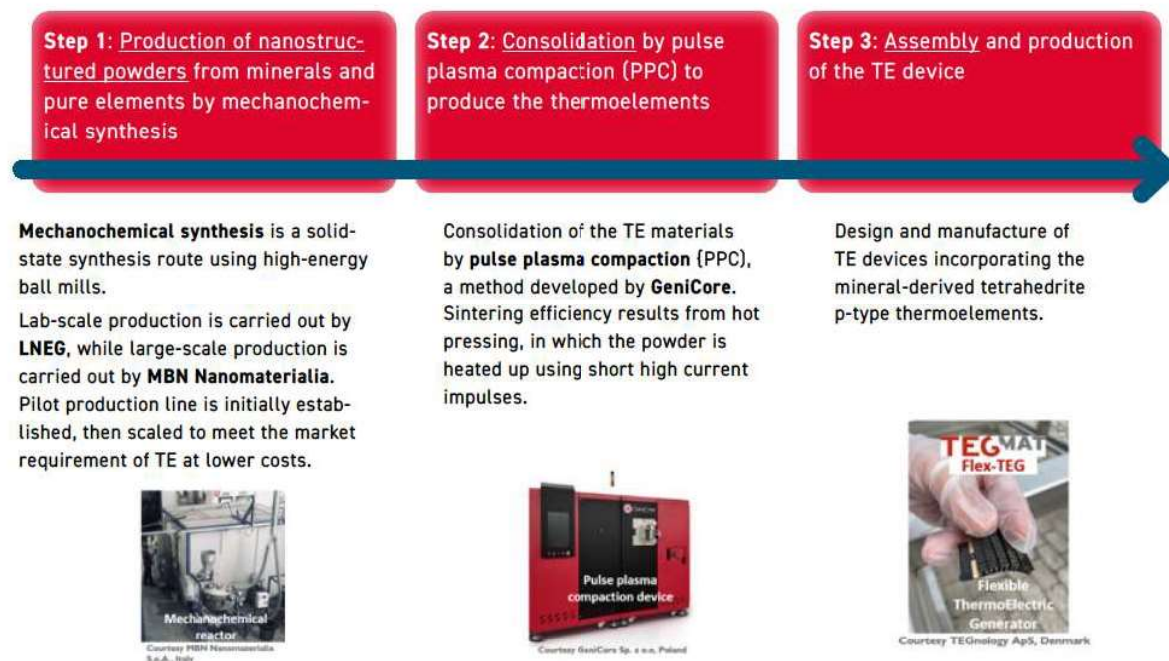 Step 1: Production of nanostruc-
tured powders from minerals and
pure elements by mechanochem-
ical synthesis
Step 2: Consolidation by pulse
plasma compaction (PPC) to
produce the thermoelements
Step 3: Assembly and production
of the TE device
Mechanochemical synthesis is a solid-
state synthesis route using high-energy
ball mills.
Lab-scale production is carried out by
LNEG, while large-scale production is
carried out by MBN Nanomaterialia.
Pilot production line is initially estab-
lished, then scaled to meet the market
requirement of TE at lower costs.
Mechanochemical
reactor
Courtesy MBN Nanomaterialia
S.p.A., Italy
Consolidation of the TE materials
by pulse plasma compaction (PPC),
a method developed by GeniCore.
Sintering efficiency results from hot
pressing, in which the powder is
heated up using short high current
impulses.
GeniCore
Pulse plasma
compaction device
Courtesy GeniCore Sp. z o.o, Poland
Design and manufacture of
TE devices incorporating the
mineral-derived tetrahedrite
p-type thermoelements.
TEGMAT
Flex-TEG
Flexible
ThermoElectric
Generator
Courtesy TEGnology ApS, Denmark